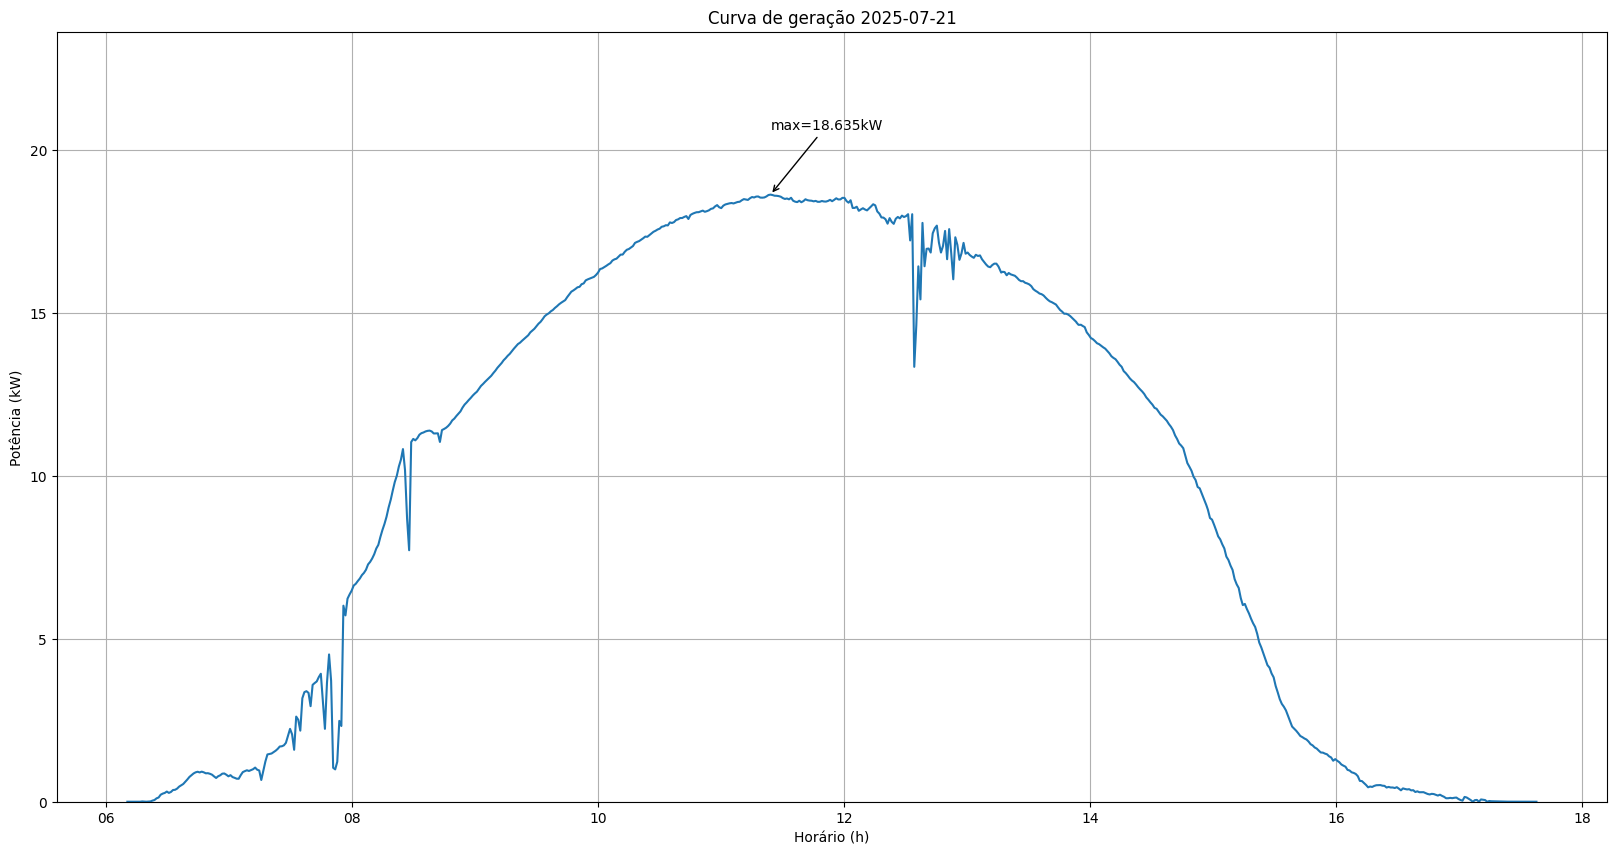 Curva de geração 2025-07-21
max=18.635kW
Potência (kW)
20
15
10
5
0
06 08 10 12 14 16 18
Horário (h)